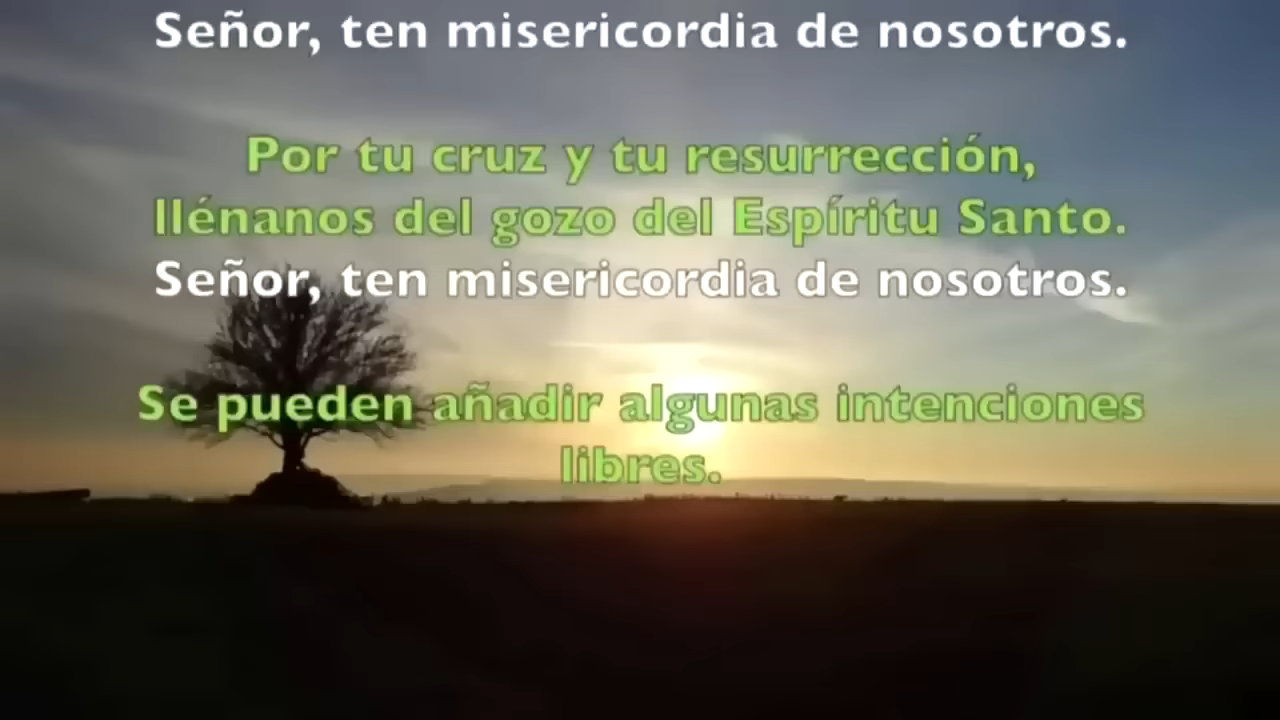 Señor, ten misericordia de nosotros.
Por tu cruz y tu resurrección,
llénanos del gozo del Espíritu Santo.
Señor, ten misericordia de nosotros.
Se pueden añadir algunas intenciones
libres.